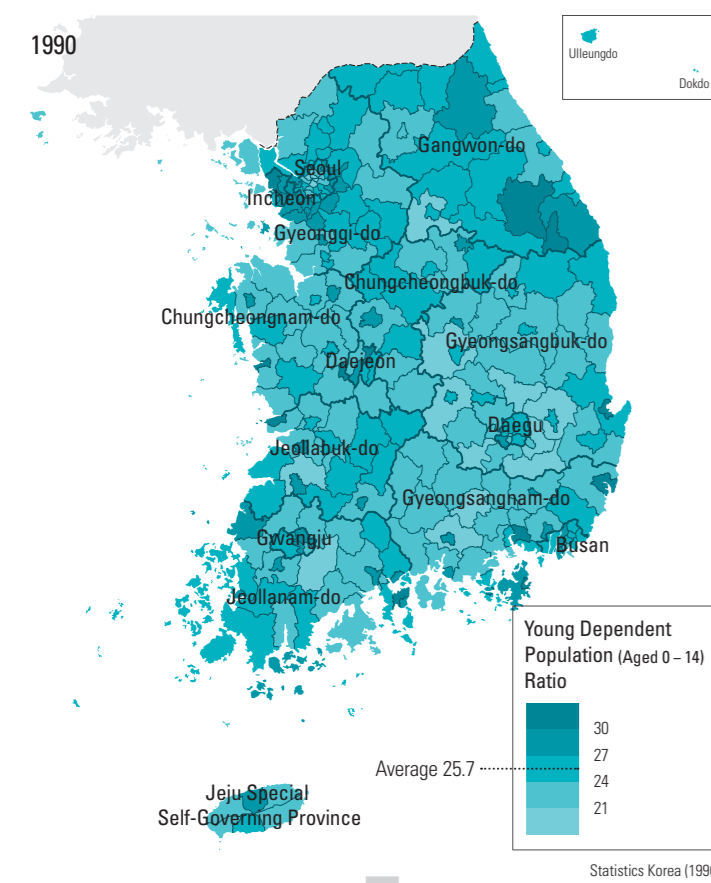 1990
Ulleungdo
Dokdo
Gangwon-do
Seoul
Incheon
Gyeonggi-do
Chungcheongbuk-do
Chungcheongnam-do
Gyeongsangbuk-do
Daejeon
Daegu
Jeollabuk-do
Gyeongsangnam-do
Gwangju
Busan
Jeollanam-do
Young Dependent
Population (Aged 0 – 14)
Ratio
30
27
Average 25.7
24
21
Jeju Special
Self-Governing Province
Statistics Korea (1990